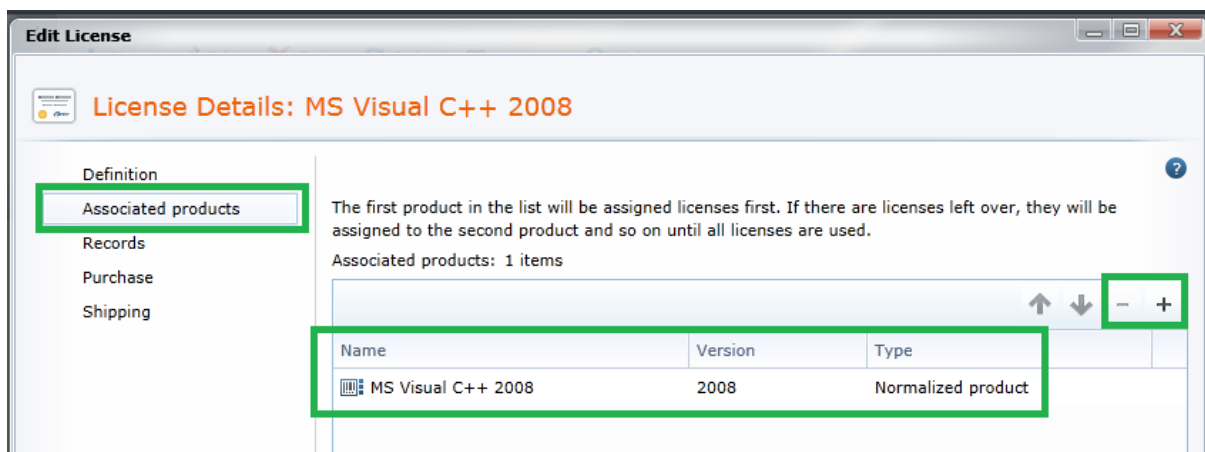 Edit License
License Details: MS Visual C++ 2008
Definition
Associated products
Records
Purchase
Shipping
The first product in the list will be assigned licenses first. If there are licenses left over, they will be
assigned to the second product and so on until all licenses are used.
Associated products: 1 items
Name Version Type
MS Visual C++ 2008 2008 Normalized product